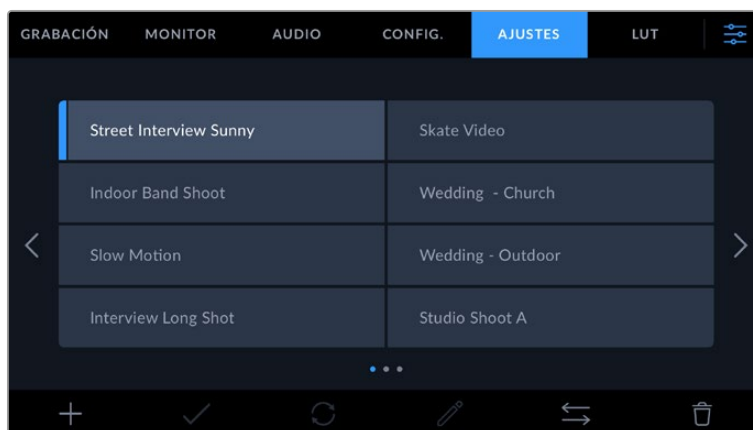 GRABACIÓN MONITOR AUDIO CONFIG. AJUSTES LUT
Street Interview Sunny
Skate Video
Indoor Band Shoot
Wedding - Church
Slow Motion
Wedding - Outdoor
Interview Long Shot
Studio Shoot A